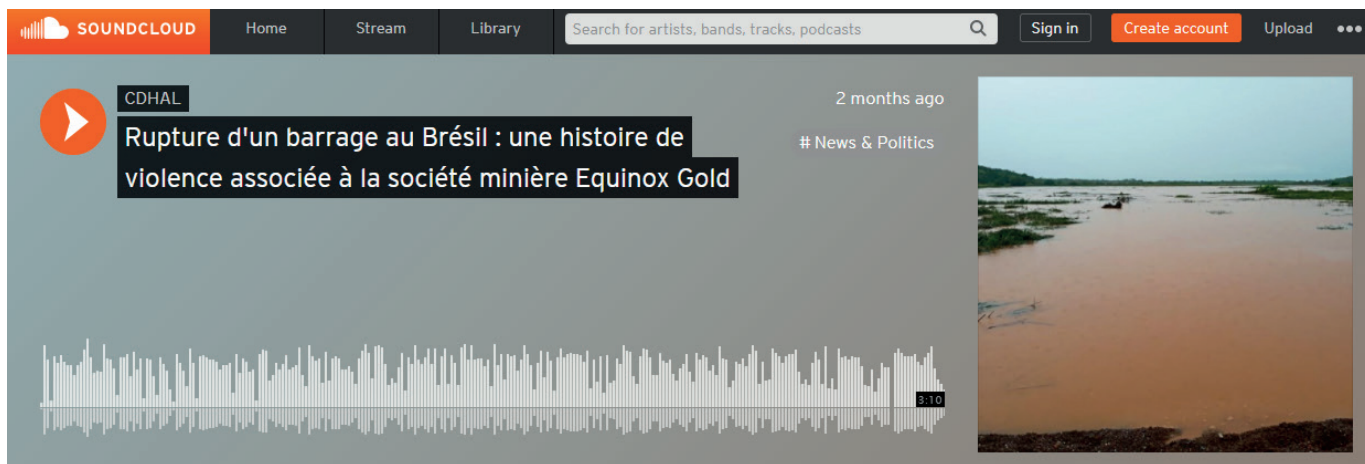 SOUNDCLOUD Home Stream Library Search for artists, bands, tracks, podcasts Sign in Create account Upload
CDHAL 2 months ago
Rupture d'un barrage au Brésil : une histoire de # News & Politics
violence associée à la société minière Equinox Gold
3:10